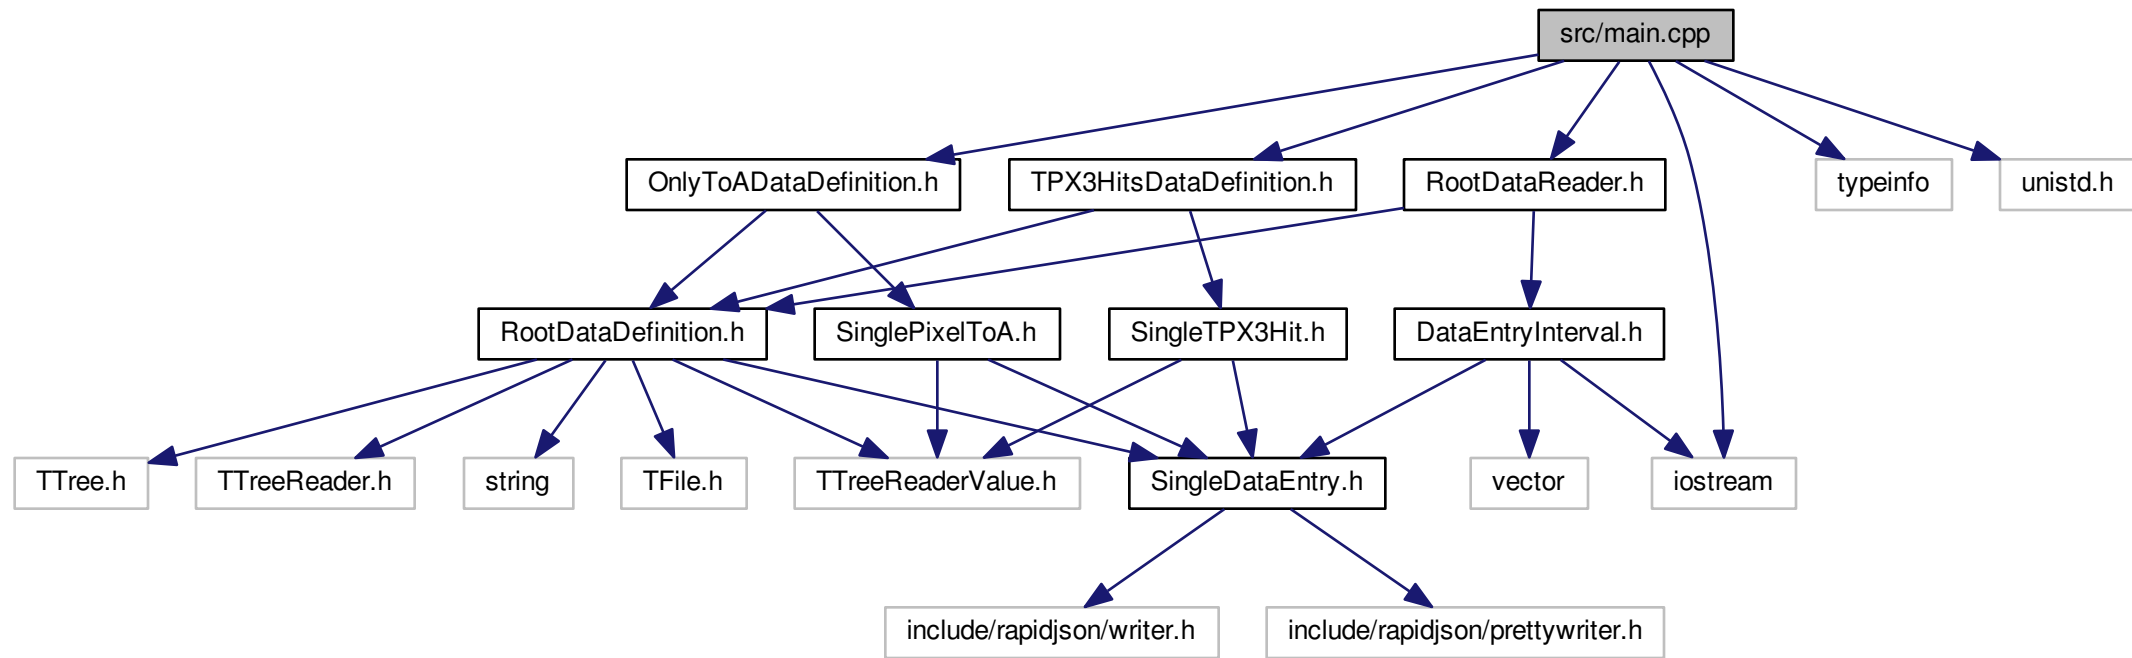 src/main.cpp
OnlyToADataDefinition.h
TPX3HitsDataDefinition.h
RootDataReader.h
typeinfo
unistd.h
RootDataDefinition.h
SinglePixelToA.h
SingleTPX3Hit.h
DataEntryInterval.h
TTree.h
TTreeReader.h
string
TFile.h
TTreeReaderValue.h
SingleDataEntry.h
vector
iostream
include/rapidjson/writer.h
include/rapidjson/prettywriter.h